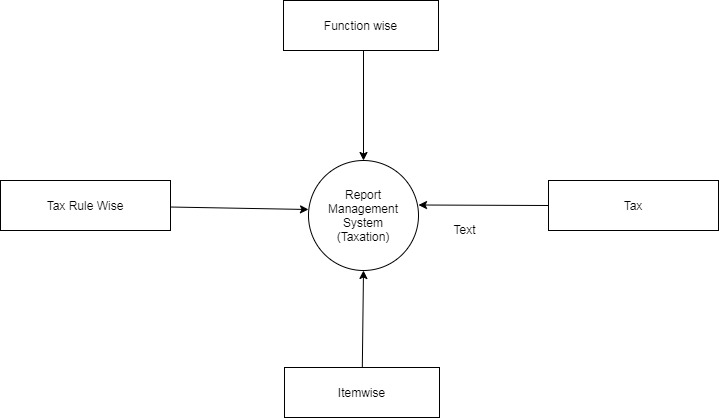 Function wise
Tax Rule Wise
Report
Management
System
(Taxation)
Tax
Text
Itemwise